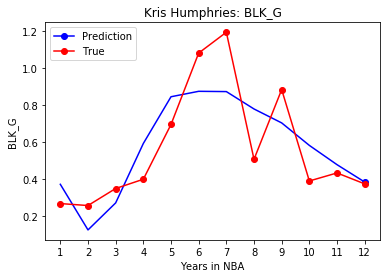 Kris Humphries: BLK_G
Prediction
True
BLK_G
1.2
1.0
0.8
0.6
0.4
0.2
1 2 3 4 5 6 7 8 9 10 11 12
Years in NBA